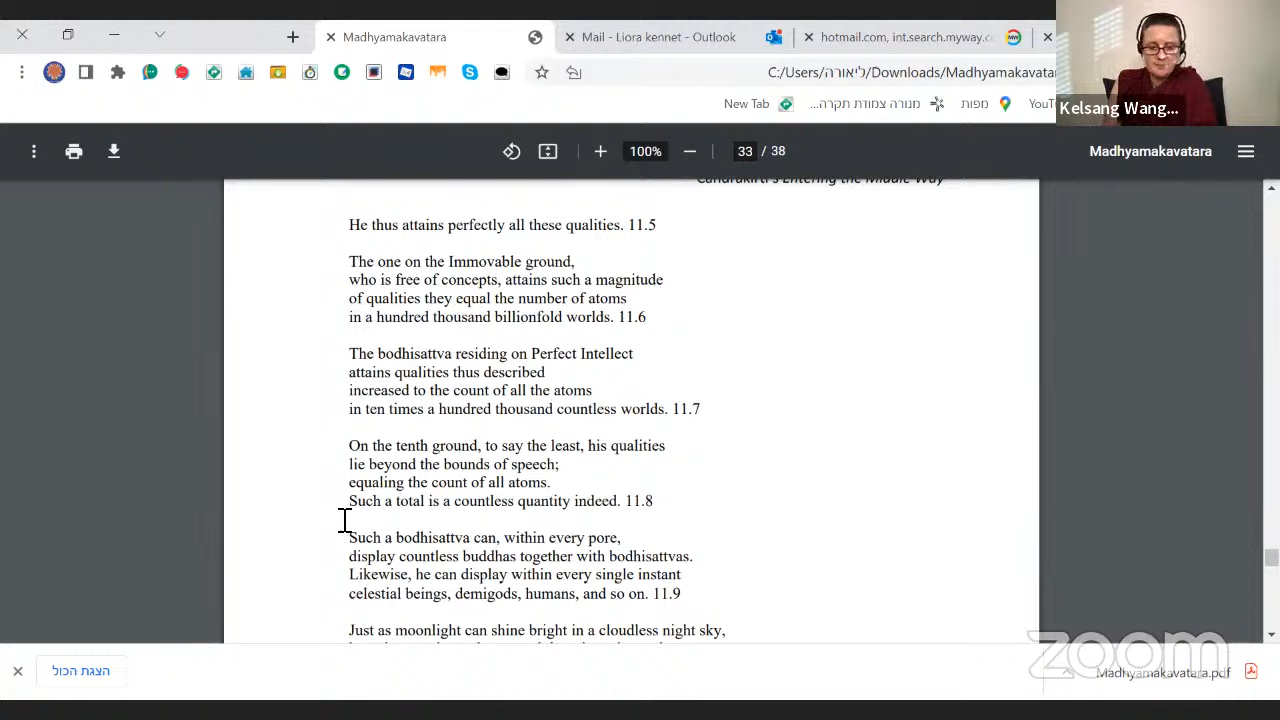 Madhyamakavatara
Mail - Liora kennet - Outlook
hotmail.com, int.search.myway.c
C:/Users/ליאורה/Downloads/Madhyamakavatar
New Tab
מנורה צמודת תקרה...
מפות
YouT
Kelsang Wang...
100%
33 / 38
Madhyamakavatara
Candrakirti's Entering the Middle Way
He thus attains perfectly all these qualities. 11.5
The one on the Immovable ground,
who is free of concepts, attains such a magnitude
of qualities they equal the number of atoms
in a hundred thousand billionfold worlds. 11.6
The bodhisattva residing on Perfect Intellect
attains qualities thus described
increased to the count of all the atoms
in ten times a hundred thousand countless worlds. 11.7
On the tenth ground, to say the least, his qualities
lie beyond the bounds of speech;
equaling the count of all atoms.
Such a total is a countless quantity indeed. 11.8
Such a bodhisattva can, within every pore,
display countless buddhas together with bodhisattvas.
Likewise, he can display within every single instant
celestial beings, demigods, humans, and so on. 11.9
Just as moonlight can shine bright in a cloudless night sky,
zoom
הצגת הכול
Madhyamakavatara.pdf